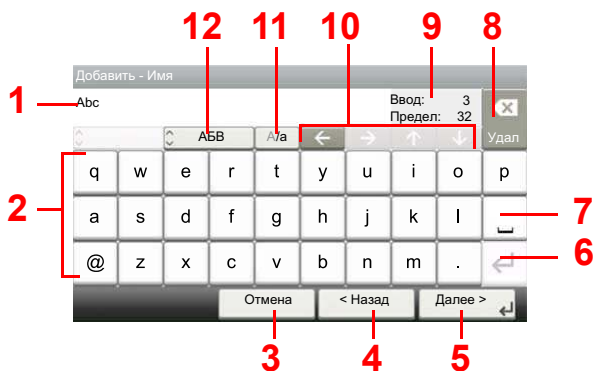 12 11 10 9 8
Добавить - Имя
1 Abc Ввод: 3
Предел: 32
АБВ A/a Удал
2 q w e r t y u i o p
a s d f g h j k l 7
@ z x c v b n m . 6
Отмена < Назад Далее >
3 4 5